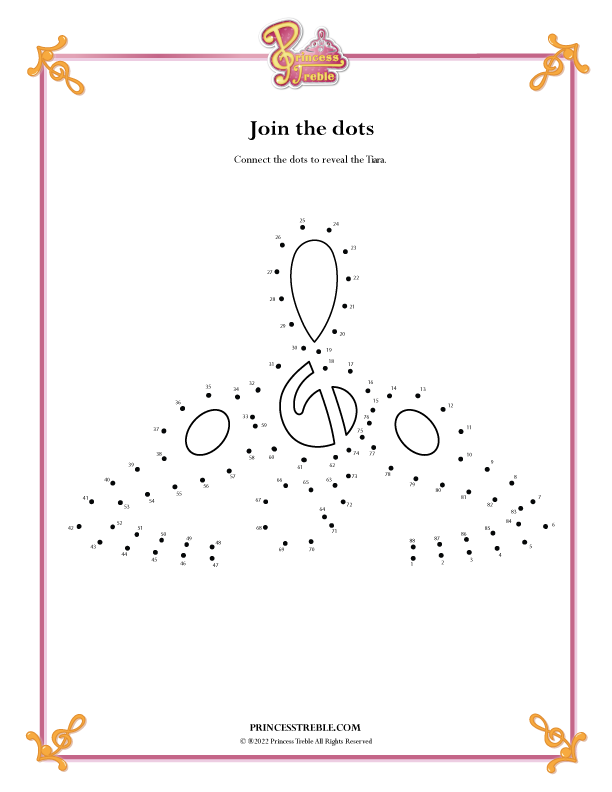 Princess
Treble
Join the dots
Connect the dots to reveal the Tiara.
25 24
26
23
27 22
28 21
29 20
30 19
31 18 17
32 16
35 34 14 13
36 15 12
33 76
37 59 75 11
38 58 60 74 77 10
39 61 62 78 9
40 57 73 79 8
41 56 66 65 63 80 7
53 54 55 67 72 81 82
64 83
42 52 51 68 71 85 84 6
43 50 49 48 69 70 88 87 86 5
44 45 46 47 1 2 3 4
PRINCESSTREBLE.COM
© ®2022 Princess Treble All Rights Reserved